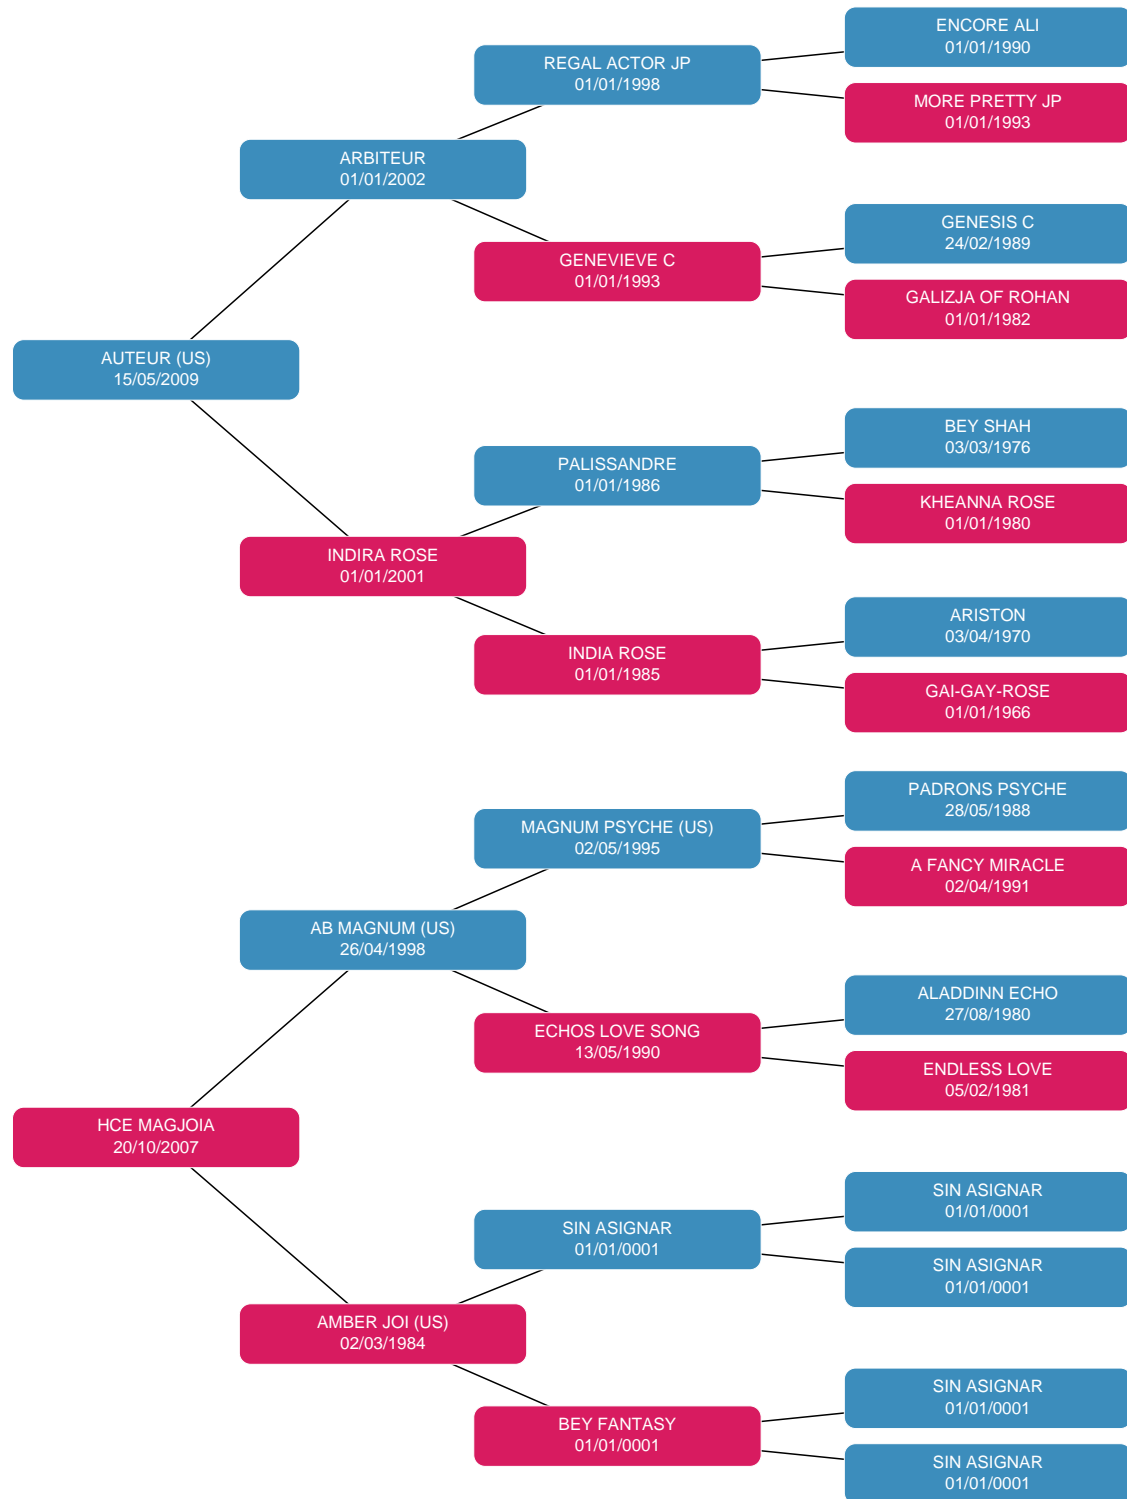 ENCORE ALI
01/01/1990
REGAL ACTOR JP
01/01/1998
MORE PRETTY JP
01/01/1993
ARBITEUR
01/01/2002
GENESIS C
24/02/1989
GENEVIEVE C
01/01/1993
GALIZJA OF ROHAN
01/01/1982
AUTEUR (US)
15/05/2009
BEY SHAH
03/03/1976
PALISSANDRE
01/01/1986
KHEANNA ROSE
01/01/1980
INDIRA ROSE
01/01/2001
ARISTON
03/04/1970
INDIA ROSE
01/01/1985
GAI-GAY-ROSE
01/01/1966
PADRONS PSYCHE
28/05/1988
MAGNUM PSYCHE (US)
02/05/1995
A FANCY MIRACLE
02/04/1991
AB MAGNUM (US)
26/04/1998
ALADDINN ECHO
27/08/1980
ECHOS LOVE SONG
13/05/1990
ENDLESS LOVE
05/02/1981
HCE MAGJOIA
20/10/2007
SIN ASIGNAR
01/01/0001
SIN ASIGNAR
01/01/0001
SIN ASIGNAR
01/01/0001
AMBER JOI (US)
02/03/1984
SIN ASIGNAR
01/01/0001
BEY FANTASY
01/01/0001
SIN ASIGNAR
01/01/0001